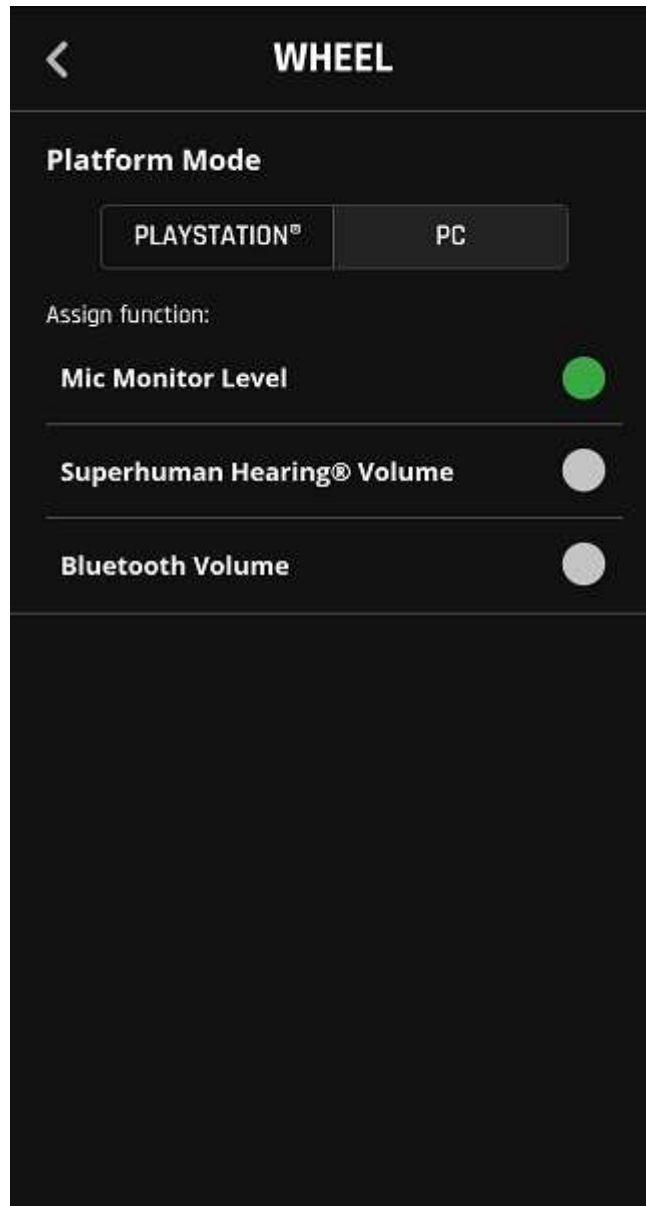 WHEEL
Platform Mode
PLAYSTATION® PC
Assign function:
Mic Monitor Level
Superhuman Hearing® Volume
Bluetooth Volume